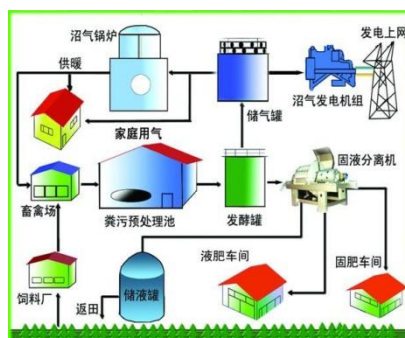 沼气锅炉
发电上网
供暖
沼气发电机组
储气罐
家庭用气
固液分离机
畜禽场
粪污预处理池
发酵罐
液肥车间
固肥车间
饲料厂
储液罐
返田